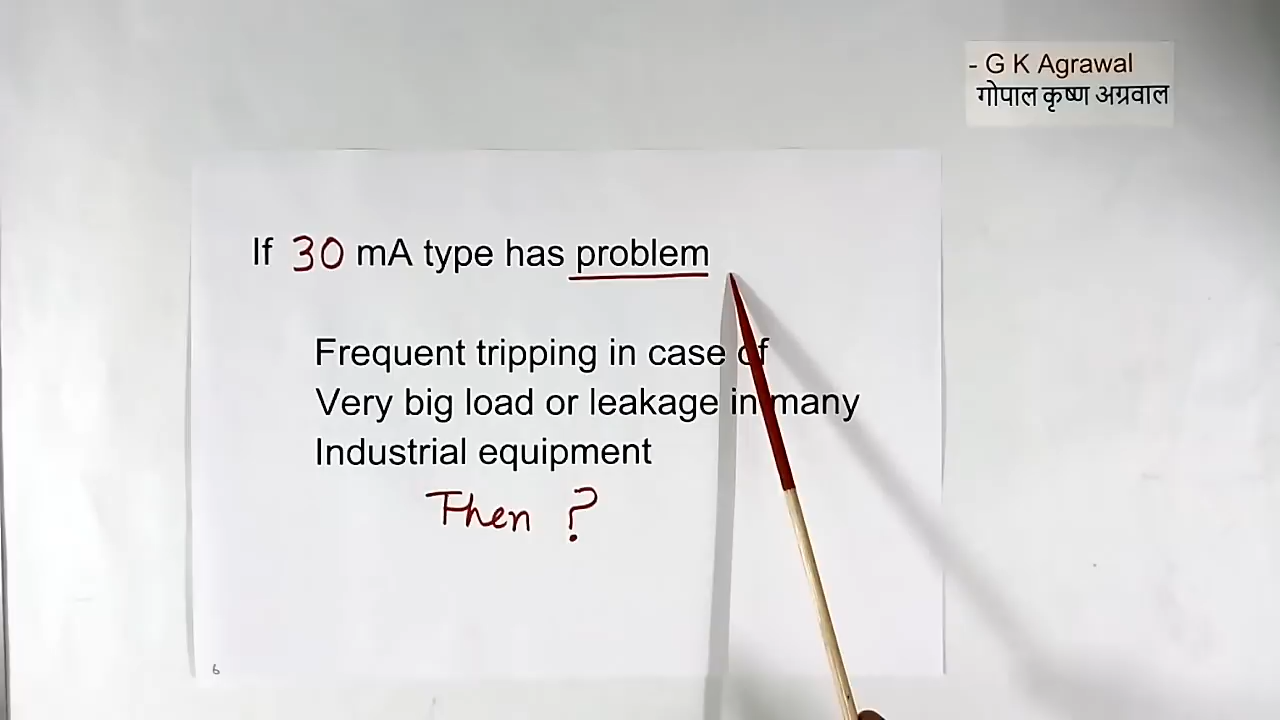 - G K Agrawal
गोपाल कृष्ण अग्रवाल
If 30 mA type has problem
Frequent tripping in case of
Very big load or leakage in many
Industrial equipment
Then ?
6